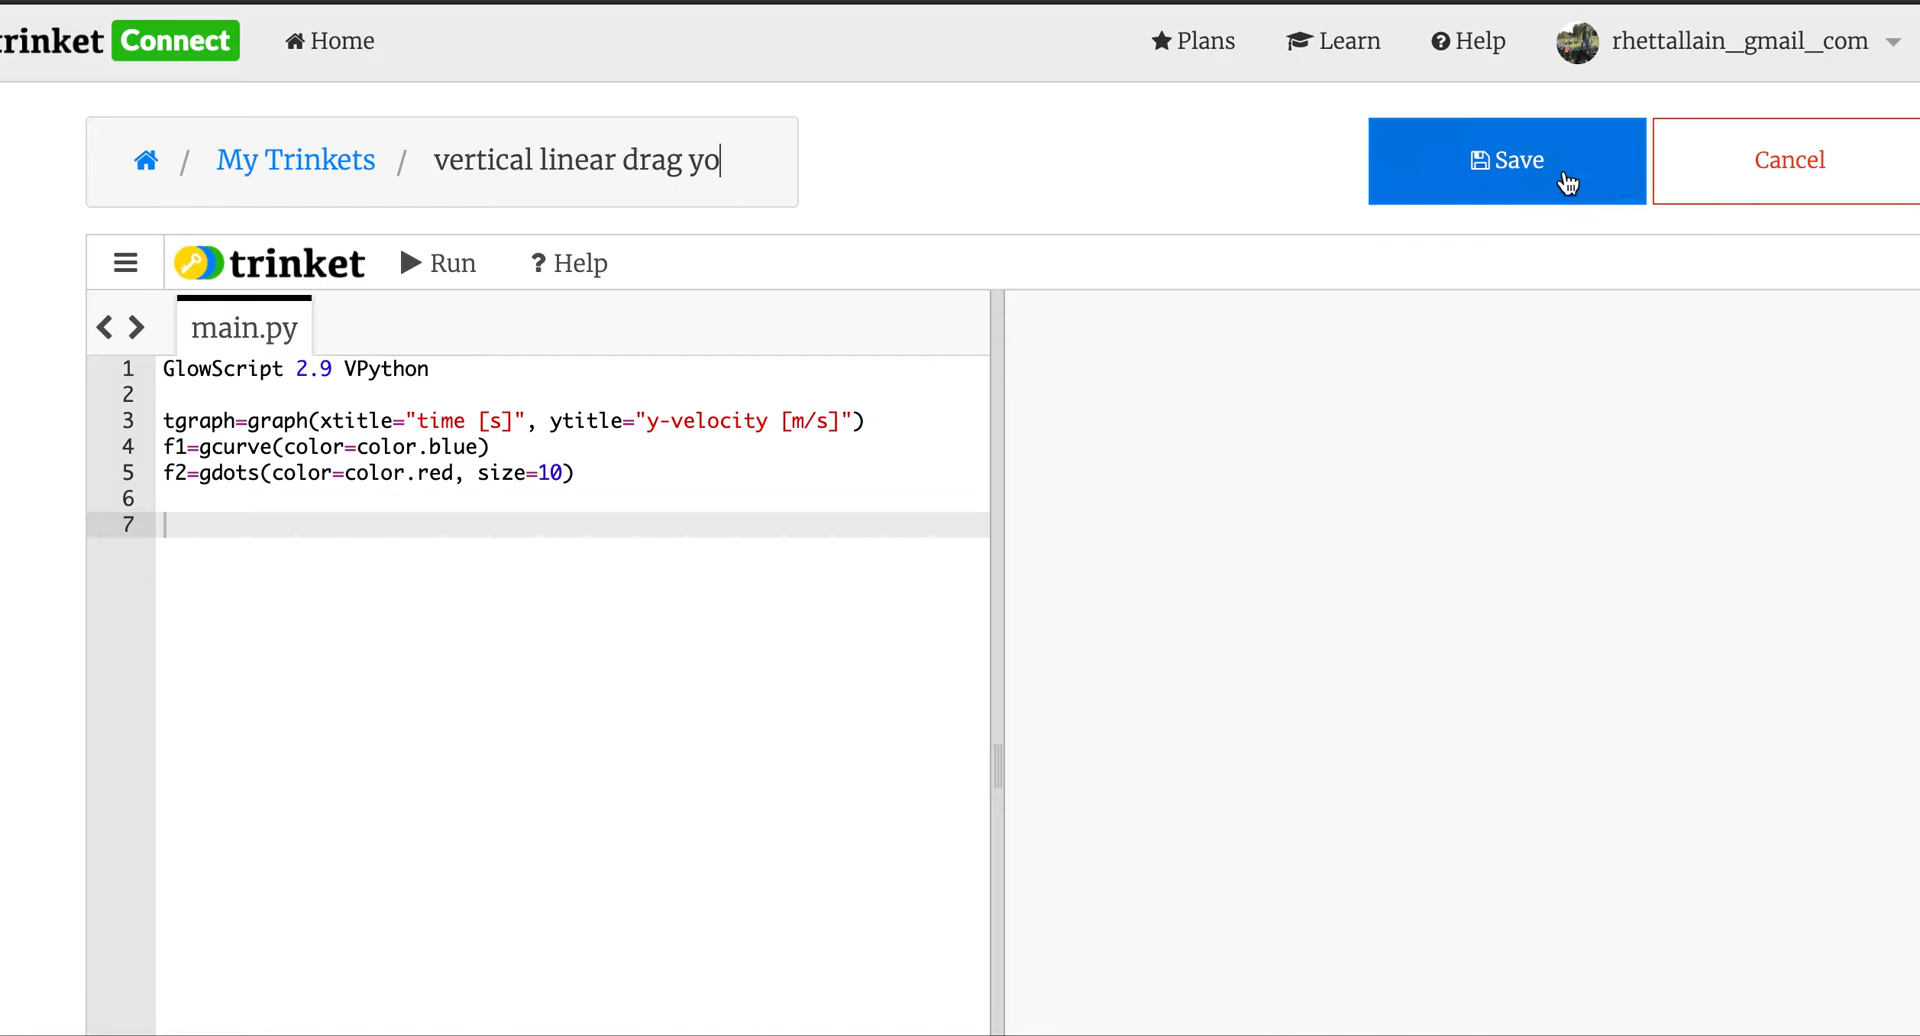 trinket Connect Home Plans Learn Help rhettallain_gmail_com
/ My Trinkets / vertical linear drag yo Save Cancel
trinket Run ? Help
main.py
1 GlowScript 2.9 VPython
2
3 tgraph=graph(xtitle="time [s]", ytitle="y-velocity [m/s]")
4 f1=gcurve(color=color.blue)
5 f2=gdots(color=color.red, size=10)
6
7